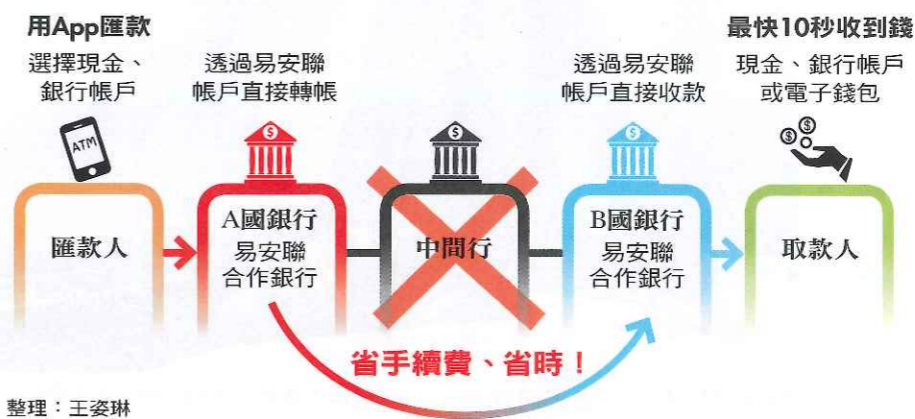 用App匯款
選擇現金、
銀行帳戶
ATM
透過易安聯
帳戶直接轉帳
$
$
透過易安聯
帳戶直接收款
$
最快10秒收到錢
現金、銀行帳戶
或電子錢包
$
$
匯款人
A國銀行
易安聯
合作銀行
中間行
B國銀行
易安聯
合作銀行
取款人
省手續費、省時！
整理：王姿琳